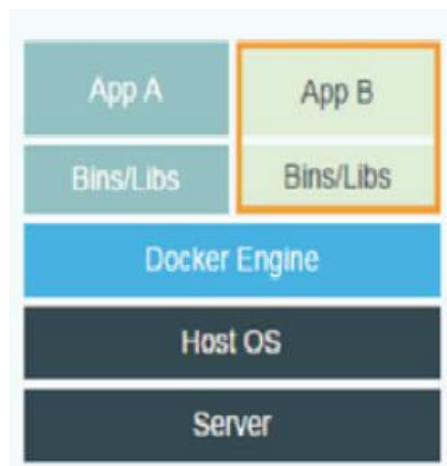 App A App B
Bins/Libs Bins/Libs
Docker Engine
Host OS
Server